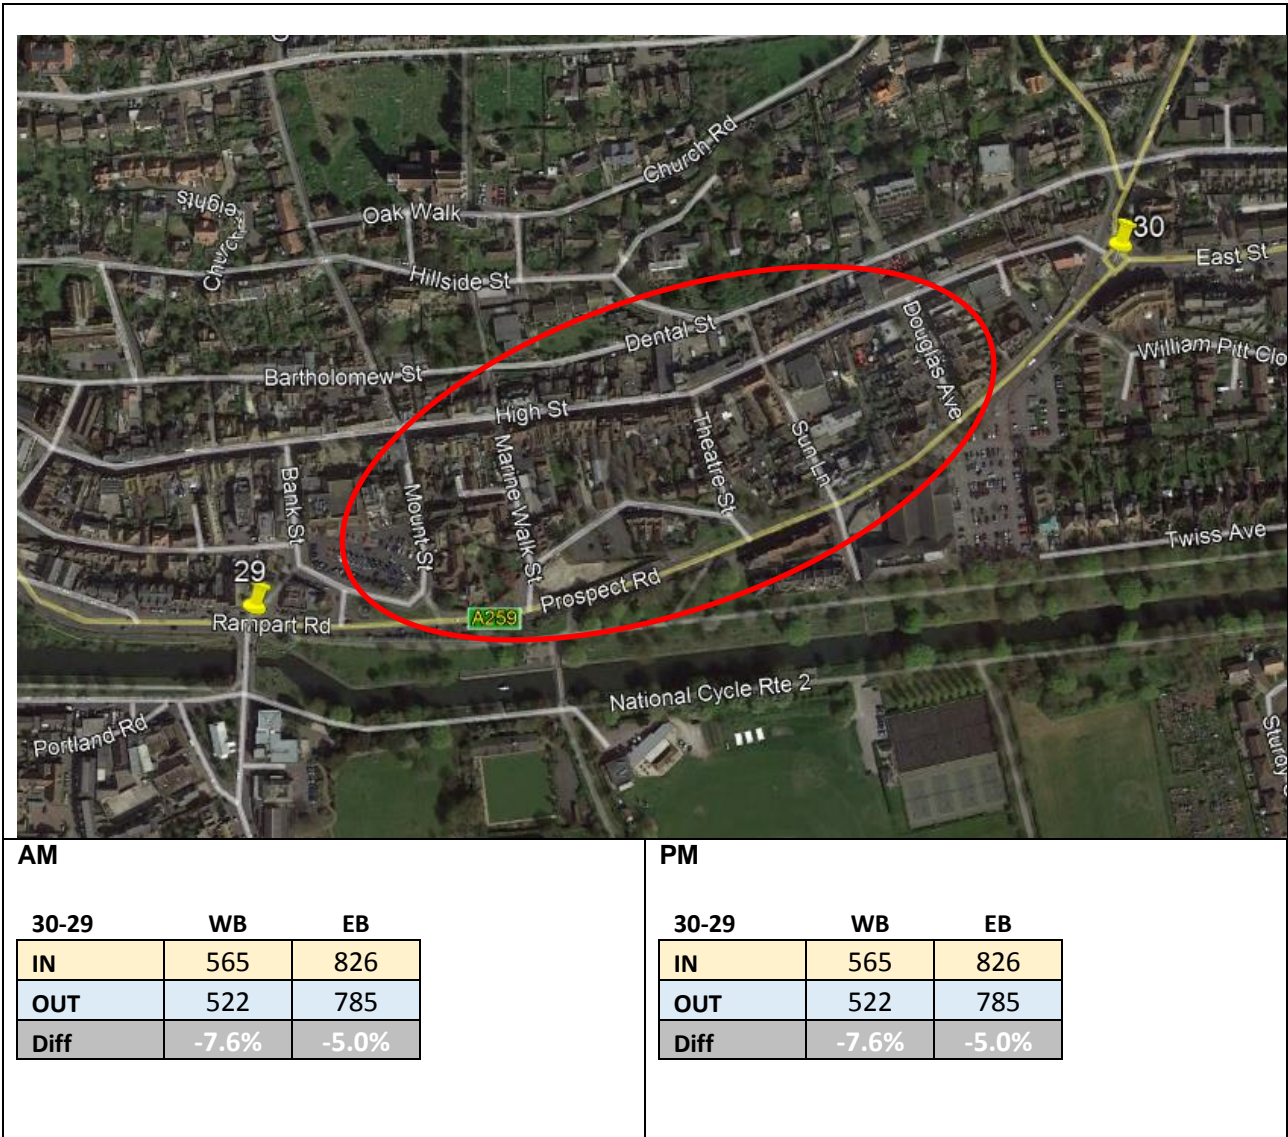 Church Rd
Oak Walk
eights
Church
Hillside St
30
East St
Dental St
Douglas Ave
William Pitt Clo
Bartholomew St
High St
Theatre St
Sun Ln
Marine Walk St
Bank St
Mount St
Twiss Ave
29
Rampart Rd
A259
Prospect Rd
National Cycle Rte 2
Portland Rd
Sturdy
AM
30-29 WB EB
IN 565 826
OUT 522 785
Diff -7.6% -5.0%
PM
30-29 WB EB
IN 565 826
OUT 522 785
Diff -7.6% -5.0%